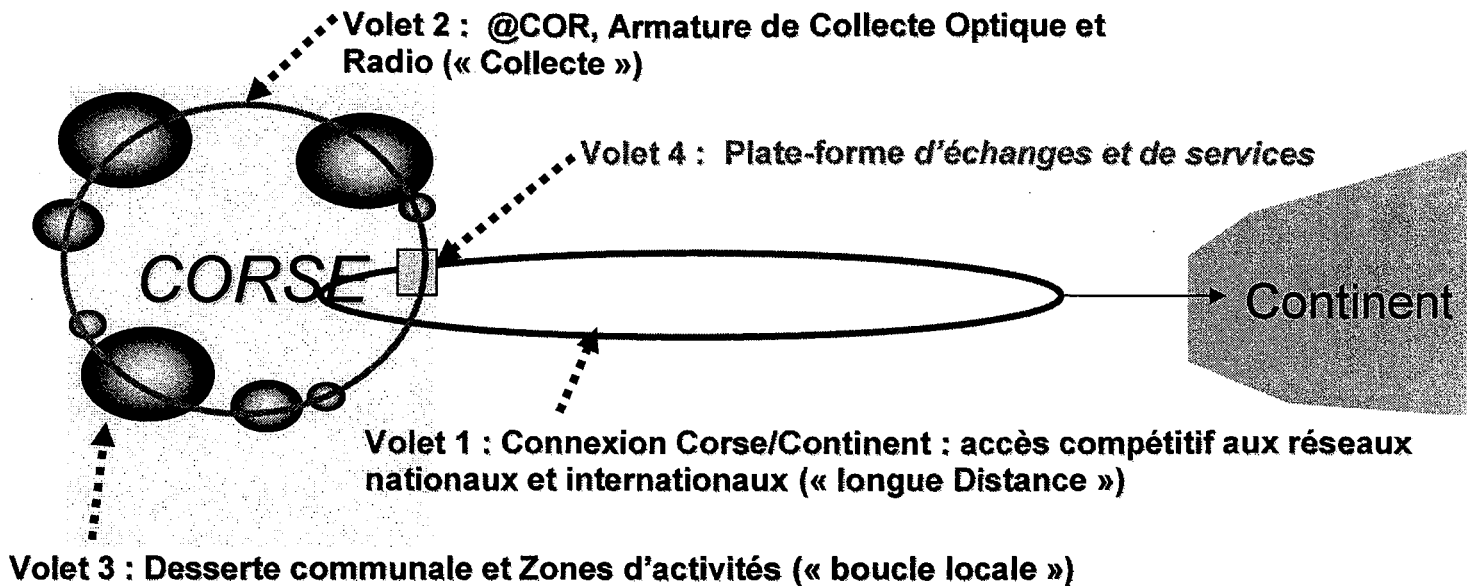 Volet 2 : @COR, Armature de Collecte Optique et
Radio (« Collecte »)
Volet 4 : Plate-forme d'échanges et de services
CORSE
Continent
Volet 1 : Connexion Corse/Continent : accès compétitif aux réseaux
nationaux et internationaux (« longue Distance »)
Volet 3 : Desserte communale et Zones d'activités (« boucle locale »)